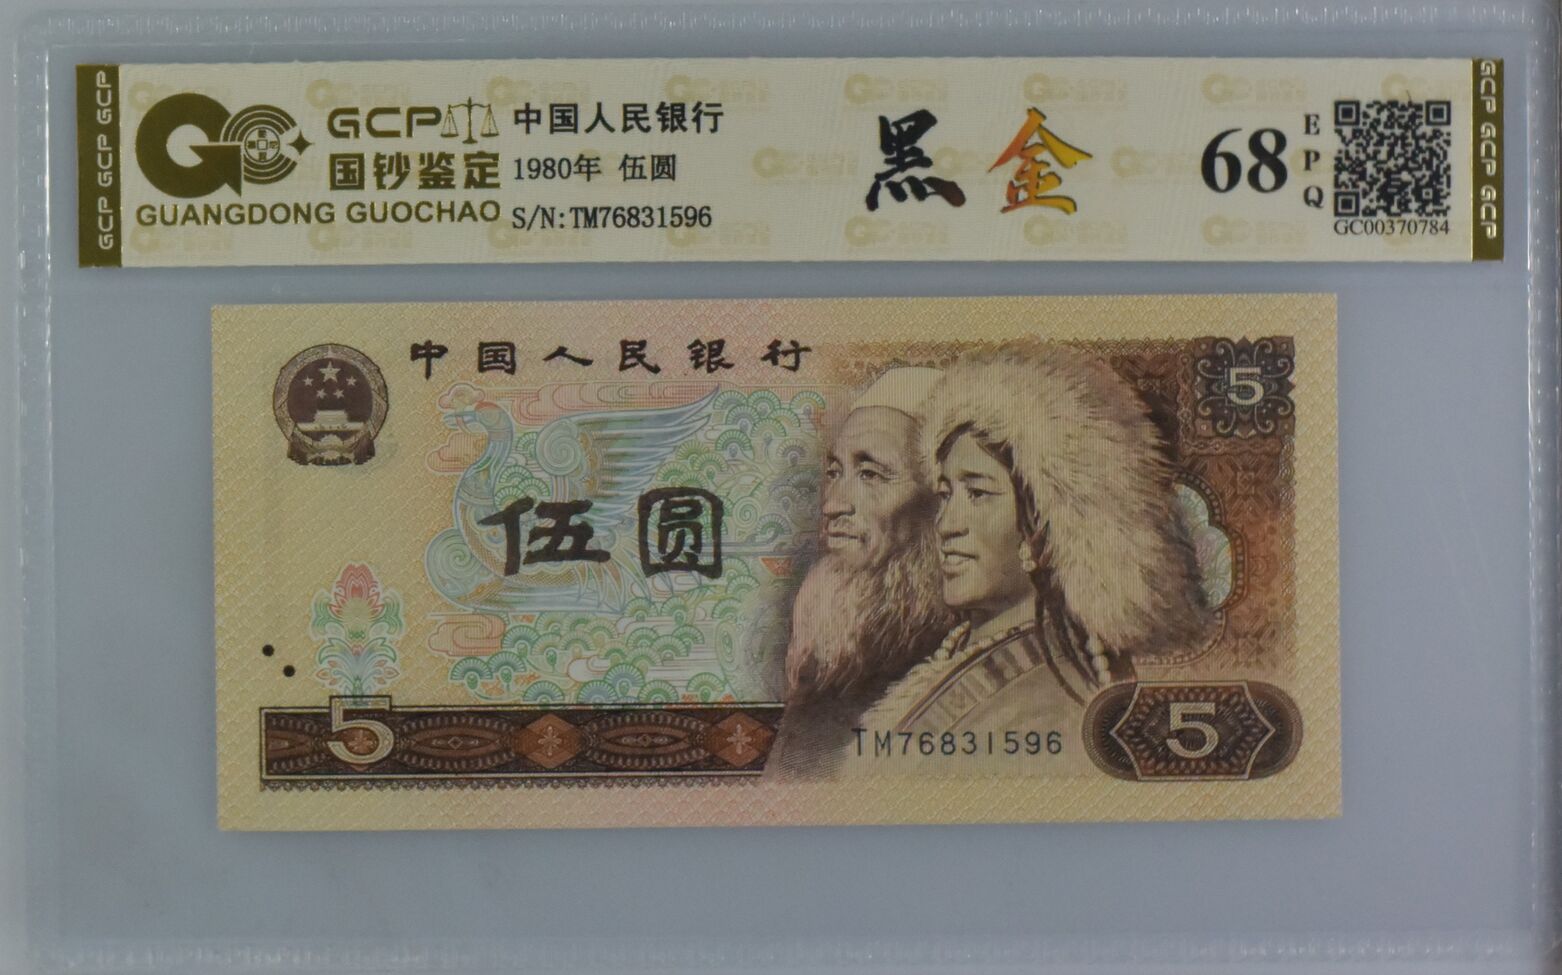 GCP GCP GCP
GCP
国钞鉴定
GUANGDONG GUOCHAO
中国人民银行
1980年 伍圆
S/N:TM76831596
黑金
68
EPQ
GC00370784
GCP GCP GCP
中国人民银行
5
伍圆
5
TM76831596
5